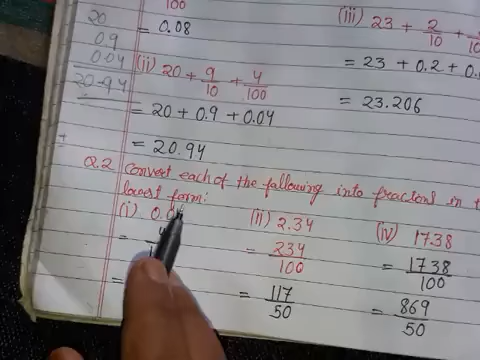 100
= 0.08
20
0.9
0.04
20.94
(ii) 20 + 9/10 + 4/100
= 20 + 0.9 + 0.04
= 20.94
(iii) 23 + 2/10 +
= 23 + 0.2 + 0.
= 23.206
Q.2 Convert each of the following into fractions in
lowest form:
(i) 0.0
=
=
(ii) 2.34
= 234/100
= 117/50
(iv) 17.38
= 1738/100
= 869/50